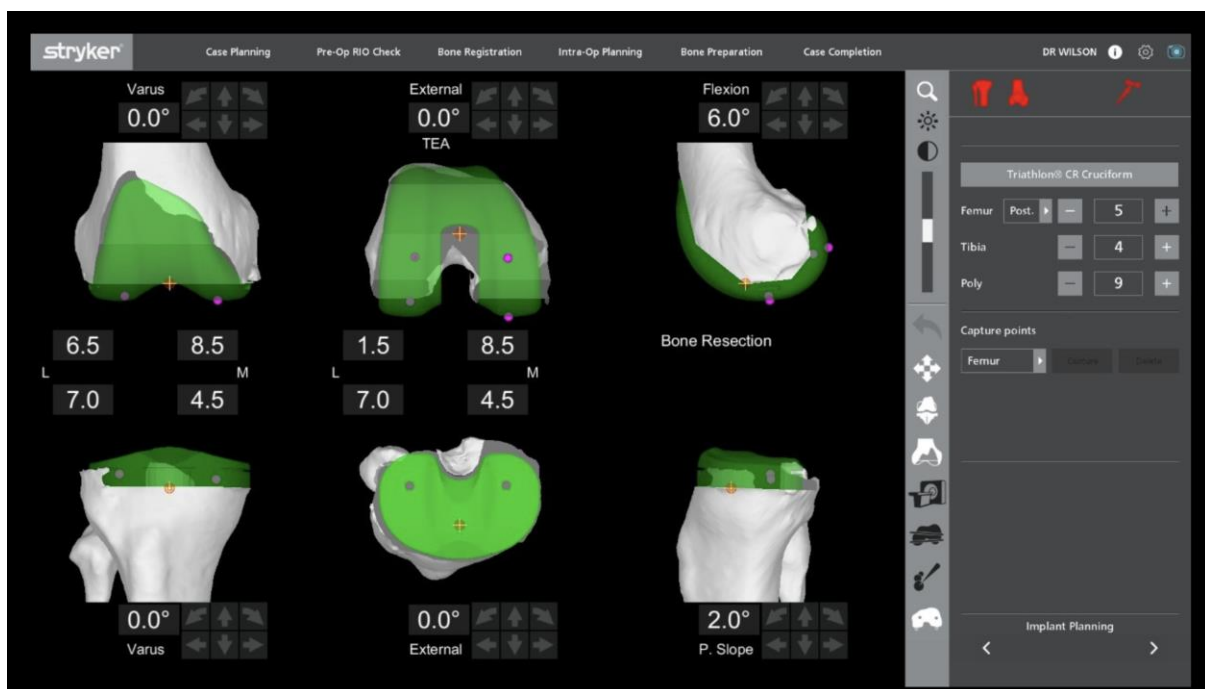 stryker
Case Planning Pre-Op RIO Check Bone Registration Intra-Op Planning Bone Preparation Case Completion DR WILSON i
Varus External Flexion
0.0° 0.0° 6.0°
TEA
Triathlon® CR Cruciform
Femur Post. − 5 +
Tibia − 4 +
Poly − 9 +
6.5 8.5 1.5 8.5 Bone Resection
L M L M
7.0 4.5 7.0 4.5
Capture points
Femur Capture Delete
0.0° 0.0° 2.0°
Varus External P. Slope
Implant Planning
< >